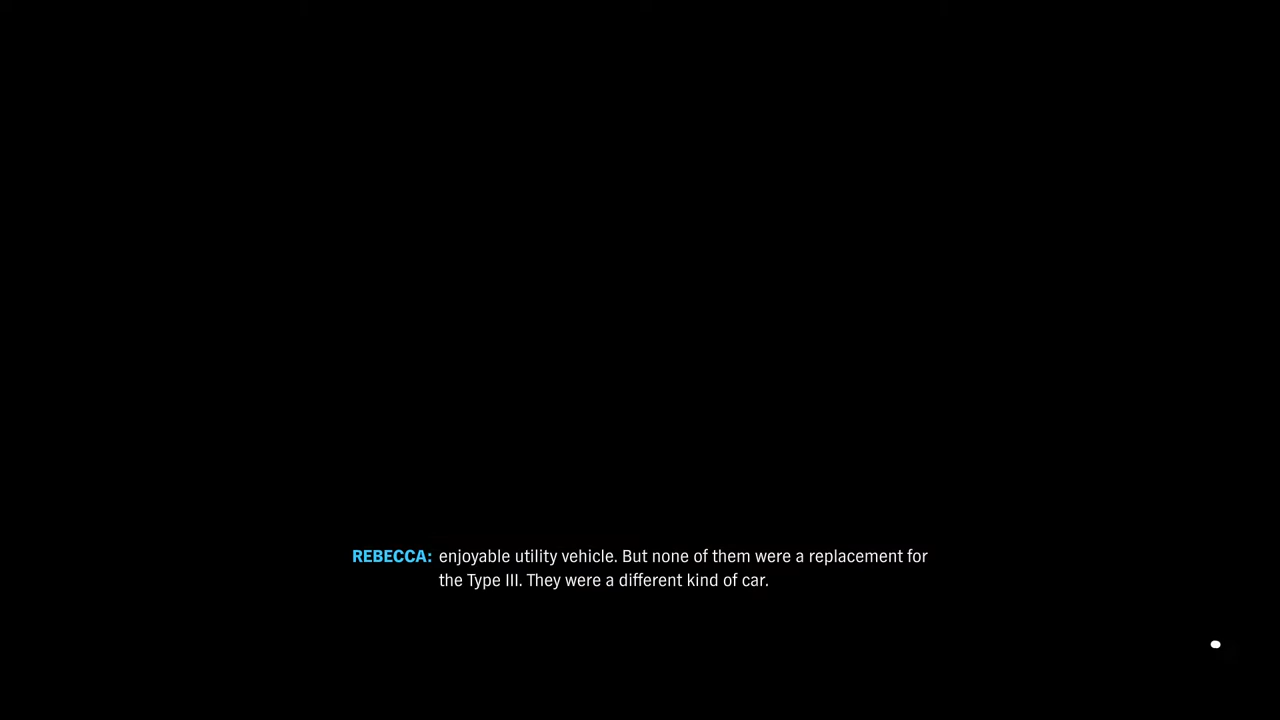 REBECCA: enjoyable utility vehicle. But none of them were a replacement for
the Type III. They were a different kind of car.